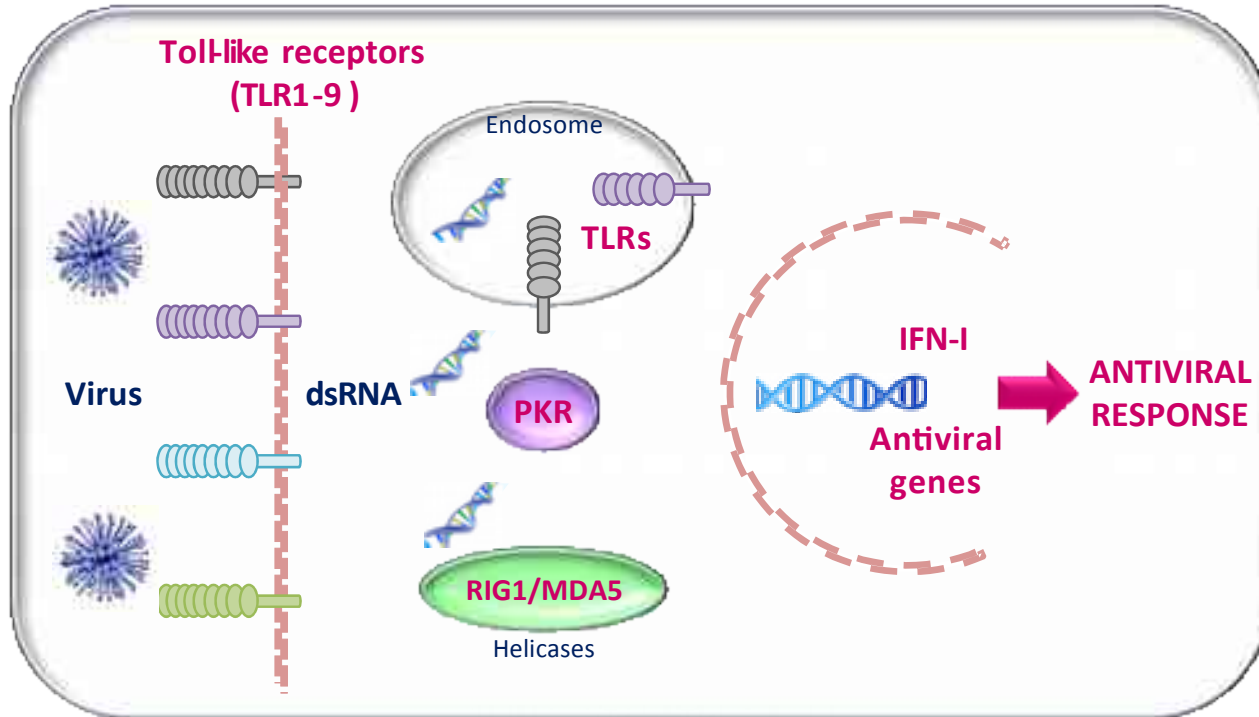 Toll-like receptors
(TLR1-9 )
Endosome
TLRs
Virus
dsRNA
PKR
RIG1/MDA5
Helicases
IFN-I
Antiviral
genes
ANTIVIRAL
RESPONSE